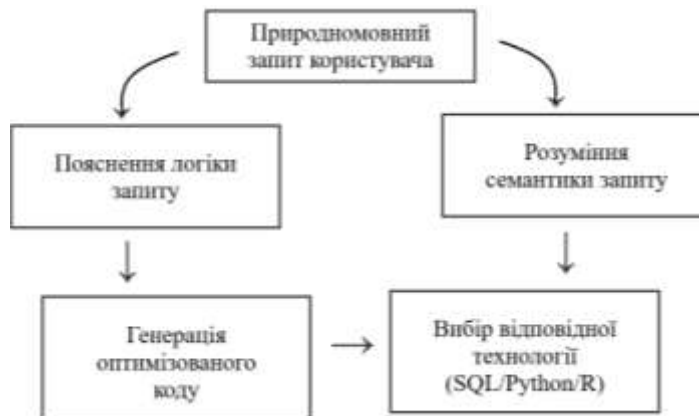 Природномовний
запит користувача
Пояснення логіки
запиту
Розуміння
семантики запиту
Генерація
оптимізованого
коду
Вибір відповідної
технології
(SQL/Python/R)